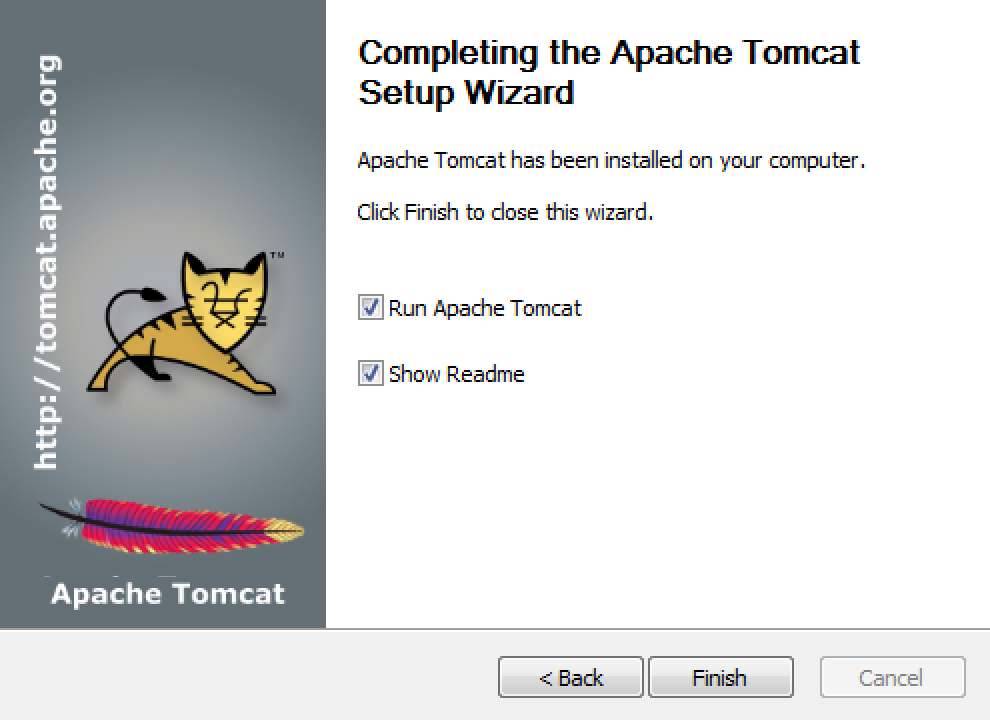 http://tomcat.apache.org
TM
Apache Tomcat
Completing the Apache Tomcat
Setup Wizard
Apache Tomcat has been installed on your computer.
Click Finish to close this wizard.
Run Apache Tomcat
Show Readme
< Back
Finish
Cancel